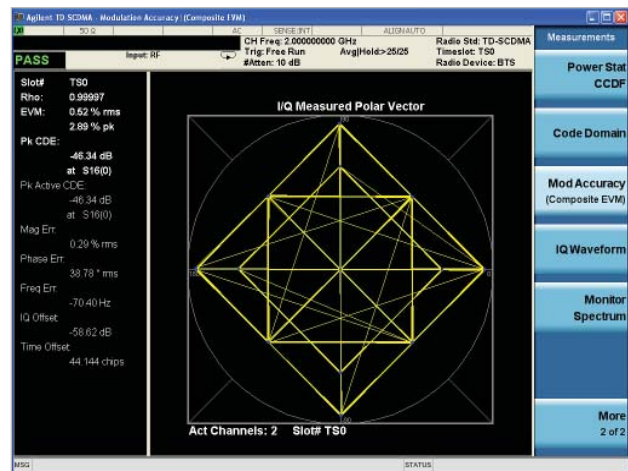 Agilent TD SCDMA - Modulation Accuracy (Composite EVM)
50 Ω AC SENSE:INT ALIGNAUTO
CH Freq: 2.000000000 GHz Radio Std: TD-SCDMA
Input: RF Trig: Free Run Avg|Hold:>25/25 Timeslot: TS0
#Atten: 10 dB Radio Device: BTS
PASS
Slot# TS0
Rho: 0.99997
EVM: 0.52 % rms
2.89 % pk
Pk CDE:
-46.34 dB
at S16(0)
Pk Active CDE:
-46.34 dB
at S16(0)
Mag Err:
0.29 % rms
Phase Err:
38.78 ° rms
Freq Err:
-70.40 Hz
IQ Offset:
-58.62 dB
Time Offset:
44.144 chips
I/Q Measured Polar Vector
90
180
0
Act Channels: 2 Slot# TS0
Measurements
Power Stat
CCDF
Code Domain
Mod Accuracy
(Composite EVM)
IQ Waveform
Monitor
Spectrum
More
2 of 2
MSG STATUS